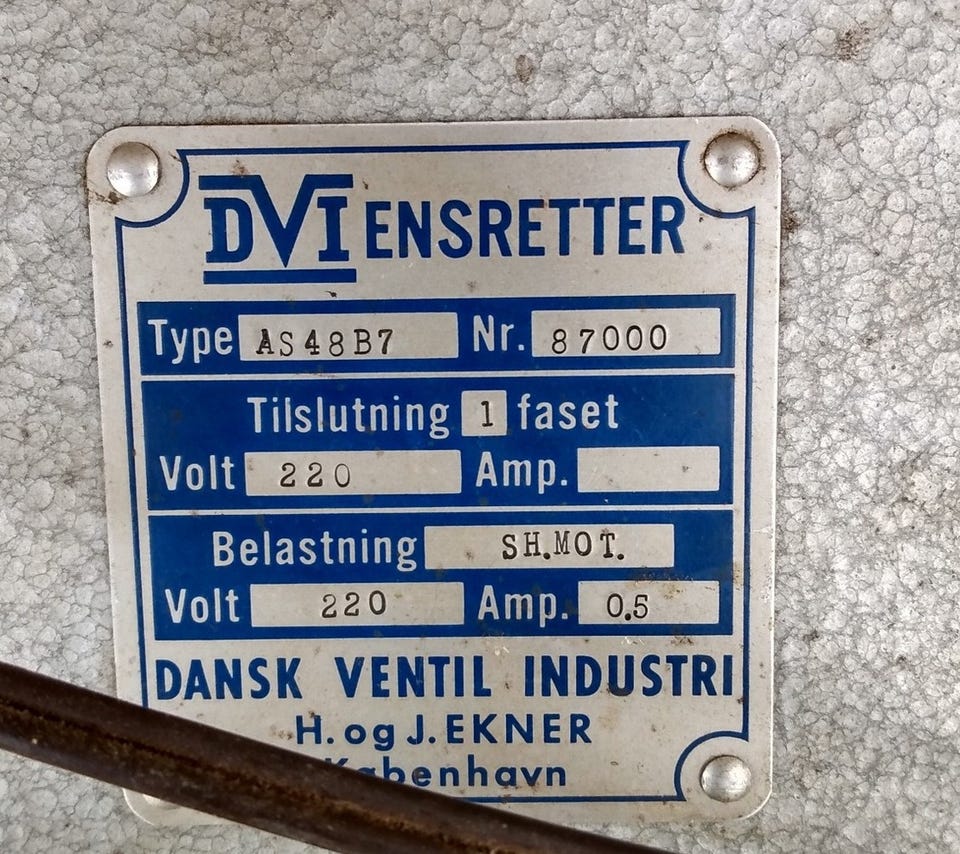 DVI ENSRETTER
Type AS48B7 Nr. 87000
Tilslutning 1 faset
Volt 220 Amp.
Belastning SH.MOT.
Volt 220 Amp. 0.5
DANSK VENTIL INDUSTRI
H. og J. EKNER
København